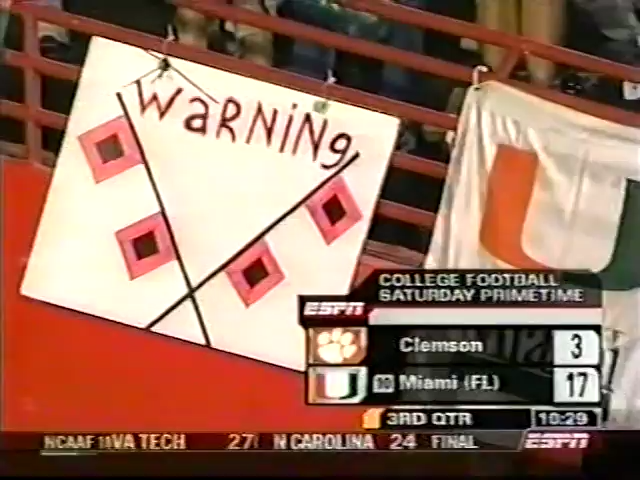 WaRNiNg
U
COLLEGE FOOTBALL
SATURDAY PRIMETIME
ESPN
Clemson 3
U 10 Miami (FL) 17
3RD QTR 10:29
NCAAF VA TECH 27 N CAROLINA 24 FINAL ESPN